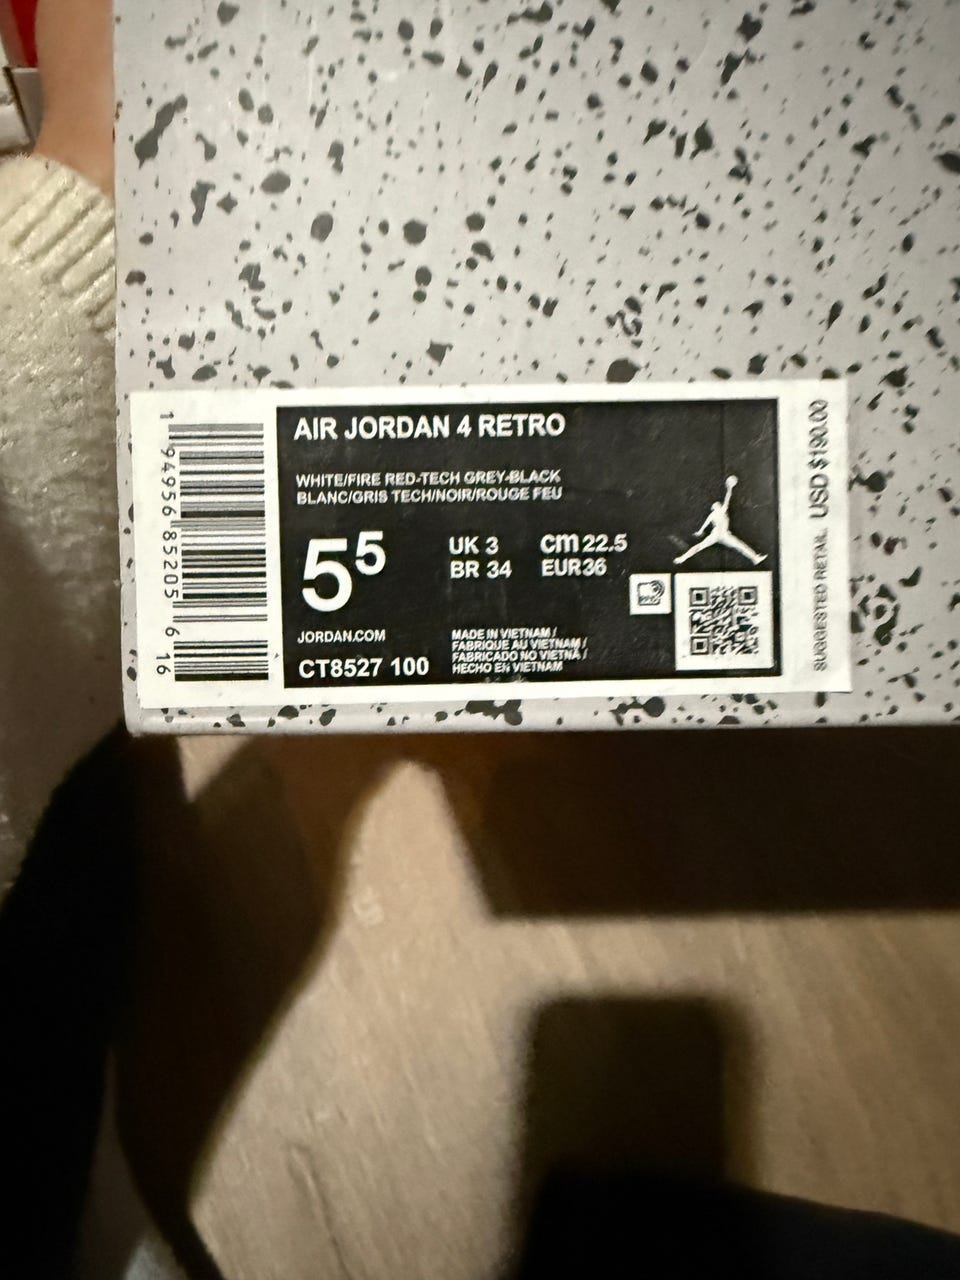 AIR JORDAN 4 RETRO
WHITE/FIRE RED-TECH GREY-BLACK
BLANC/GRIS TECH/NOIR/ROUGE FEU
5⁵
UK 3 cm 22.5
BR 34 EUR36
JORDAN.COM
CT8527 100
MADE IN VIETNAM /
FABRIQUE AU VIETNAM /
FABRICADO NO VIETNÃ /
HECHO EN VIETNAM
1 94956 85205 6 16
SUGGESTED RETAIL USD $190.00